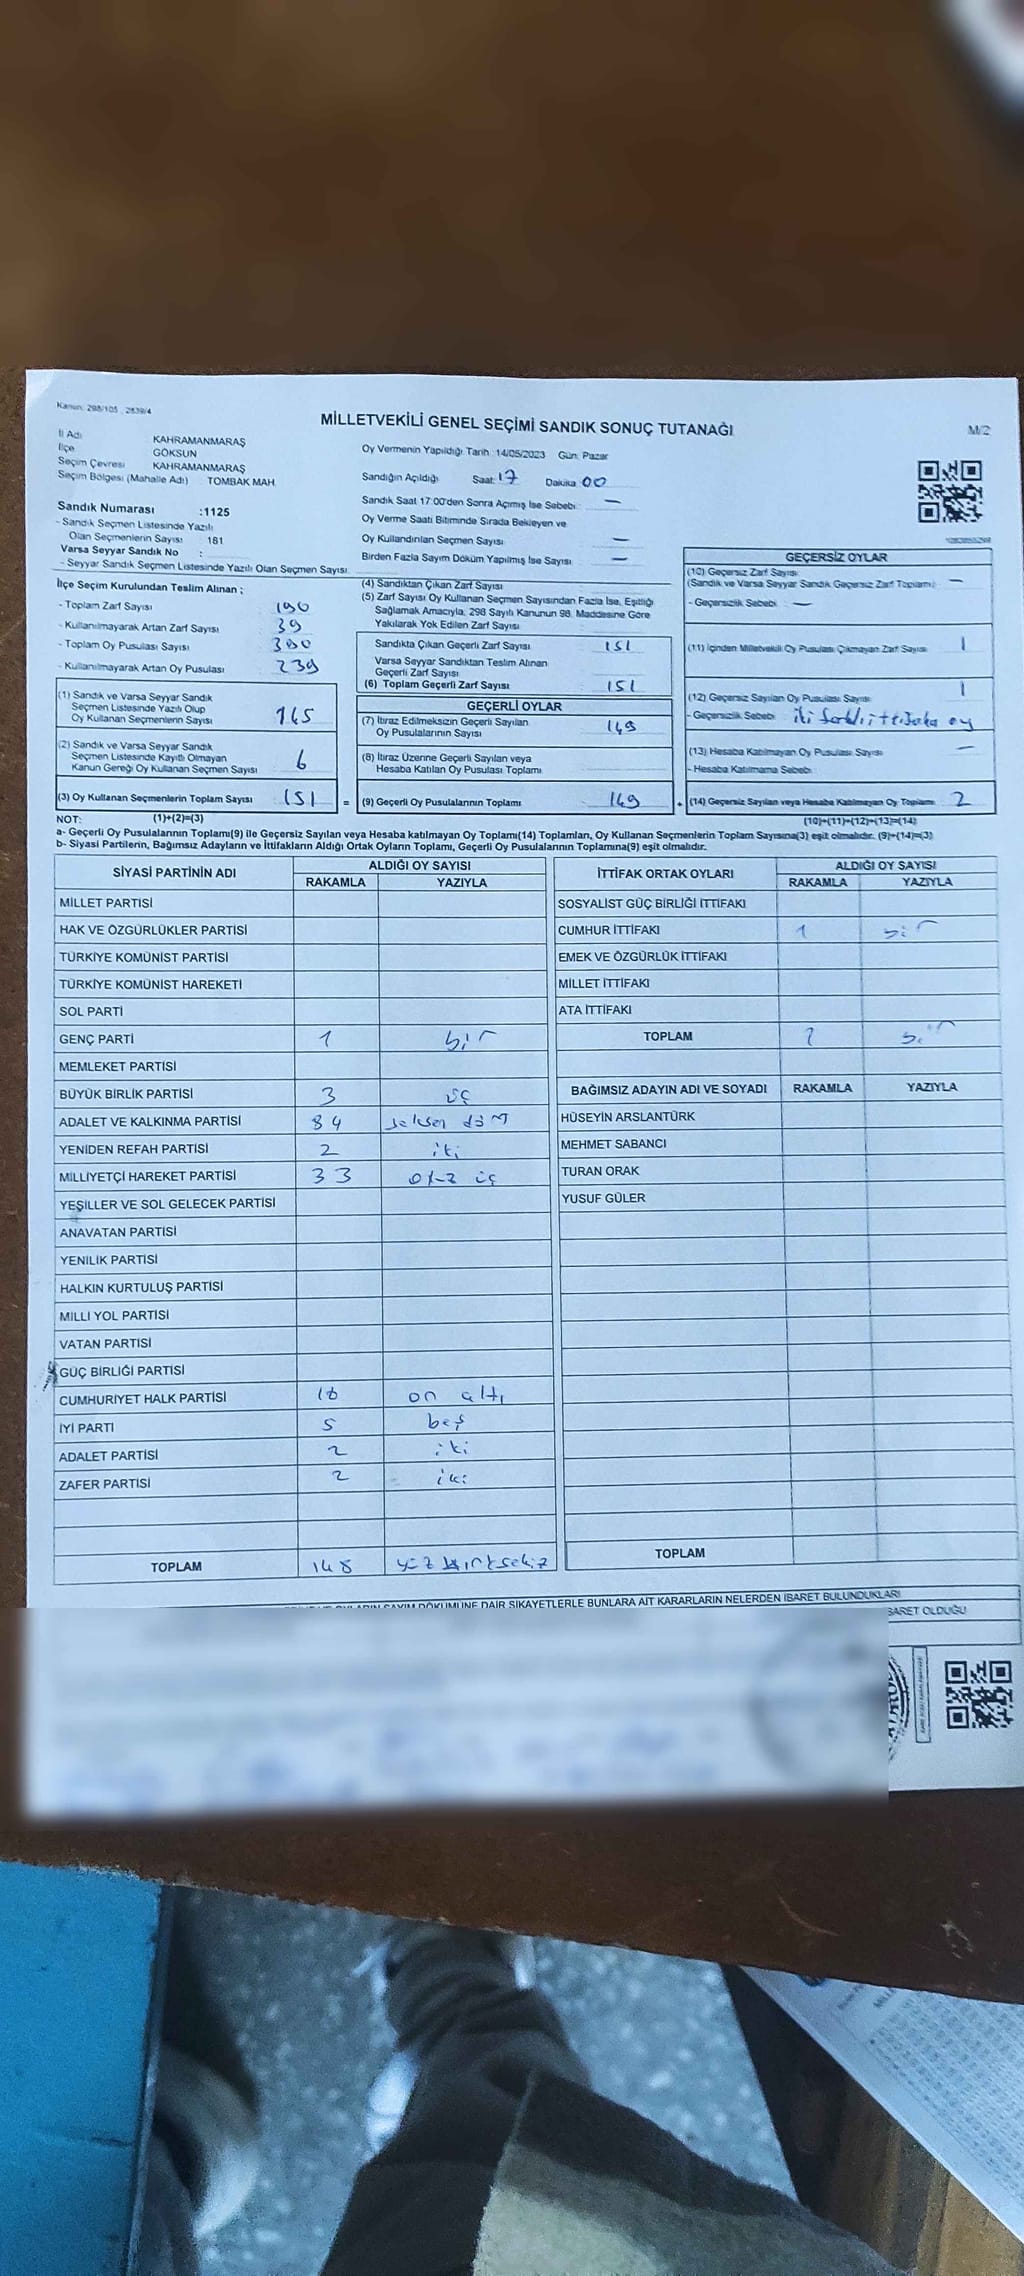 Kanun: 298/105 , 2839/4
MİLLETVEKİLİ GENEL SEÇİMİ SANDIK SONUÇ TUTANAĞI
M/2
İl Adı KAHRAMANMARAŞ
İlçe GÖKSUN
Seçim Çevresi KAHRAMANMARAŞ
Seçim Bölgesi (Mahalle Adı) TOMBAK MAH.
Sandık Numarası :1125
- Sandık Seçmen Listesinde Yazılı
Olan Seçmenlerin Sayısı 181
Varsa Seyyar Sandık No :
- Seyyar Sandık Seçmen Listesinde Yazılı Olan Seçmen Sayısı
Oy Vermenin Yapıldığı Tarih :14/05/2023 Gün: Pazar
Sandığın Açıldığı Saat: 17 Dakika 00
Sandık Saat 17:00'den Sonra Açılmış İse Sebebi: —
Oy Verme Saati Bitiminde Sırada Bekleyen ve
Oy Kullandırılan Seçmen Sayısı —
Birden Fazla Sayım Döküm Yapılmış İse Sayısı —
İlçe Seçim Kurulundan Teslim Alınan ;
- Toplam Zarf Sayısı 190
- Kullanılmayarak Artan Zarf Sayısı 39
- Toplam Oy Pusulası Sayısı
- Kullanılmayarak Artan Oy Pusulası 239
(1) Sandık ve Varsa Seyyar Sandık
Seçmen Listesinde Yazılı Olup
Oy Kullanan Seçmenlerin Sayısı 145
(2) Sandık ve Varsa Seyyar Sandık
Seçmen Listesinde Kayıtlı Olmayan
Kanun Gereği Oy Kullanan Seçmen Sayısı 6
(3) Oy Kullanan Seçmenlerin Toplam Sayısı 151 =
(4) Sandıktan Çıkan Zarf Sayısı
(5) Zarf Sayısı Oy Kullanan Seçmen Sayısından Fazla İse, Eşitliği
Sağlamak Amacıyla, 298 Sayılı Kanunun 98. Maddesine Göre
Yakılarak Yok Edilen Zarf Sayısı
Sandıkta Çıkan Geçerli Zarf Sayısı 151
Varsa Seyyar Sandıktan Teslim Alınan
Geçerli Zarf Sayısı
(6) Toplam Geçerli Zarf Sayısı 151
GEÇERLİ OYLAR
(7) İtiraz Edilmeksizin Geçerli Sayılan
Oy Pusulalarının Sayısı 149
(8) İtiraz Üzerine Geçerli Sayılan veya
Hesaba Katılan Oy Pusulası Toplamı
(9) Geçerli Oy Pusulalarının Toplamı 149 +
GEÇERSİZ OYLAR
(10) Geçersiz Zarf Sayısı
(Sandık ve Varsa Seyyar Sandık Geçersiz Zarf Toplamı) —
- Geçersizlik Sebebi —
(11) İçinden Milletvekili Oy Pusulası Çıkmayan Zarf Sayısı 1
(12) Geçersiz Sayılan Oy Pusulası Sayısı 1
- Geçersizlik Sebebi iki farklı ittifaka oy
(13) Hesaba Katılmayan Oy Pusulası Sayısı —
- Hesaba Katılmama Sebebi
(14) Geçersiz Sayılan veya Hesaba Katılmayan Oy Toplamı 2
NOT: (1)+(2)=(3)
(10)+(11)+(12)+(13)=(14)
a- Geçerli Oy Pusulalarının Toplamı(9) ile Geçersiz Sayılan veya Hesaba katılmayan Oy Toplamı(14) Toplamları, Oy Kullanan Seçmenlerin Toplam Sayısına(3) eşit olmalıdır. (9)+(14)=(3)
b- Siyasi Partilerin, Bağımsız Adayların ve İttifakların Aldığı Oyların Toplamı, Geçerli Oy Pusulalarının Toplamına(9) eşit olmalıdır.
SİYASİ PARTİNİN ADI ALDIĞI OY SAYISI
RAKAMLA YAZIYLA
MİLLET PARTİSİ
HAK VE ÖZGÜRLÜKLER PARTİSİ
TÜRKİYE KOMÜNİST PARTİSİ
TÜRKİYE KOMÜNİST HAREKETİ
SOL PARTİ
GENÇ PARTİ 1 bir
MEMLEKET PARTİSİ
BÜYÜK BİRLİK PARTİSİ 3 üç
ADALET VE KALKINMA PARTİSİ 84 seksen dört
YENİDEN REFAH PARTİSİ 2 iki
MİLLİYETÇİ HAREKET PARTİSİ 33 otuz üç
YEŞİLLER VE SOL GELECEK PARTİSİ
ANAVATAN PARTİSİ
YENİLİK PARTİSİ
HALKIN KURTULUŞ PARTİSİ
MİLLİ YOL PARTİSİ
VATAN PARTİSİ
GÜÇ BİRLİĞİ PARTİSİ
CUMHURİYET HALK PARTİSİ 16 on altı
İYİ PARTİ 5 beş
ADALET PARTİSİ 2 iki
ZAFER PARTİSİ 2 iki
TOPLAM 148 yüz kırk sekiz
İTTİFAK ORTAK OYLARI ALDIĞI OY SAYISI
RAKAMLA YAZIYLA
SOSYALİST GÜÇ BİRLİĞİ İTTİFAKI
CUMHUR İTTİFAKI 1 bir
EMEK VE ÖZGÜRLÜK İTTİFAKI
MİLLET İTTİFAKI
ATA İTTİFAKI
TOPLAM 1 bir
BAĞIMSIZ ADAYIN ADI VE SOYADI RAKAMLA YAZIYLA
HÜSEYİN ARSLANTÜRK
MEHMET SABANCI
TURAN ORAK
YUSUF GÜLER
TOPLAM
SAYIM DÖKÜMÜNE DAİR ŞİKAYETLERLE BUNLARA AİT KARARLARIN NELERDEN İBARET BULUNDUKLARI
OLDUĞU